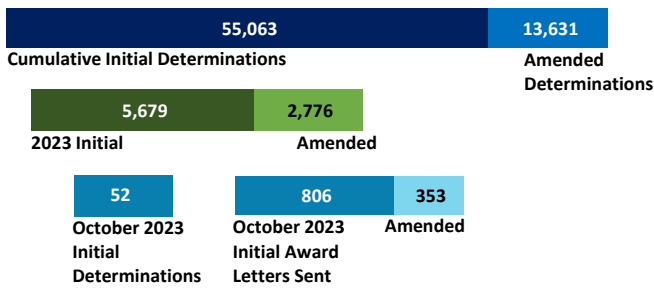 55,063 13,631
Cumulative Initial Determinations
Amended
Determinations
5,679 2,776
2023 Initial Amended
52
October 2023
Initial
Determinations
806 353
October 2023
Initial Award
Letters Sent
Amended